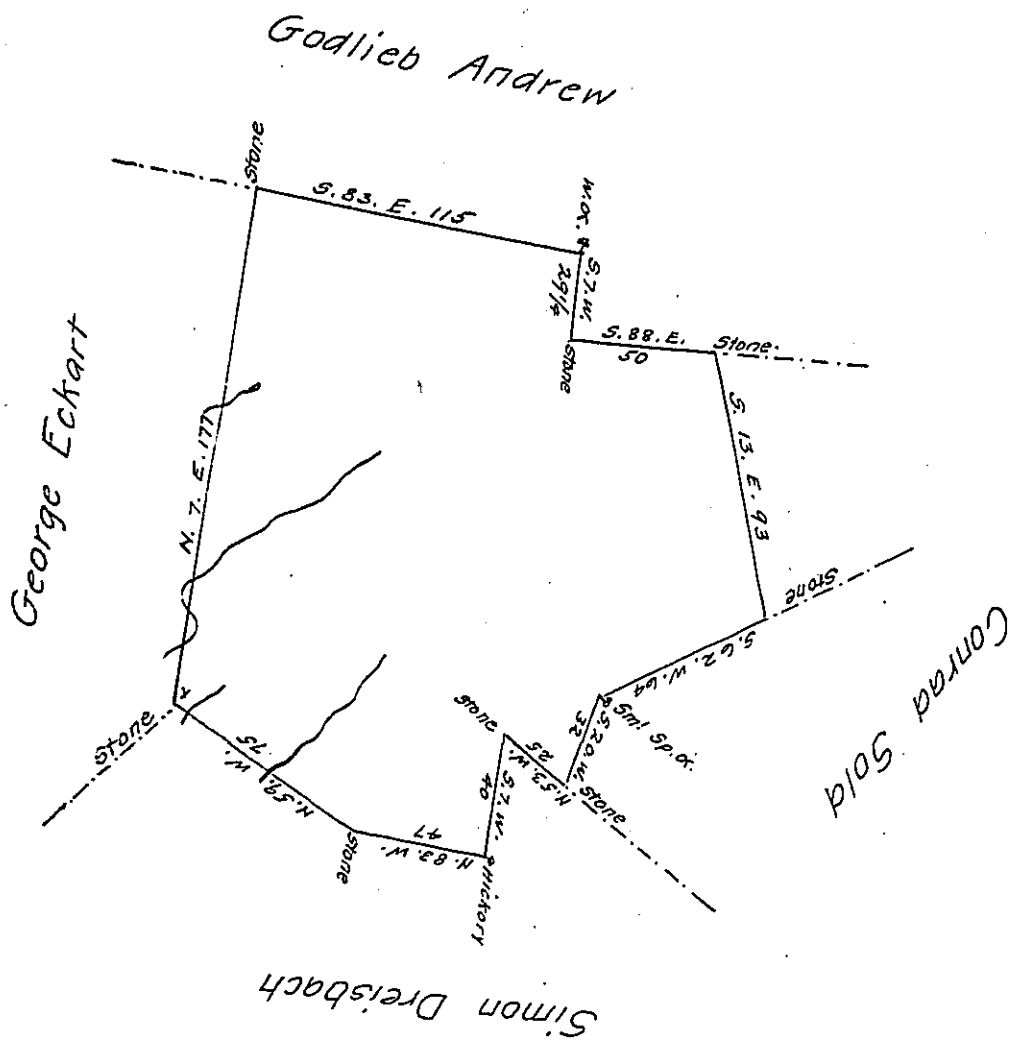 Godlieb Andrew
Stone
S. 83. E. 115
W. OK.
S. 7. W.
29 1/4
Stone
S. 88. E.
50
Stone.
S. 13. E. 93
Stone
Conrad Sold
S. 62. W. 64
Sml Sp. ok.
S. 20. W.
32
Stone
N. 53. W.
25
Stone
S. 7. W.
40
Hickory
N. 83. W.
47
Stone
N. 59. W.
75
Stone
N. 7. E. 177
George Eckart
Simon Dreisbach